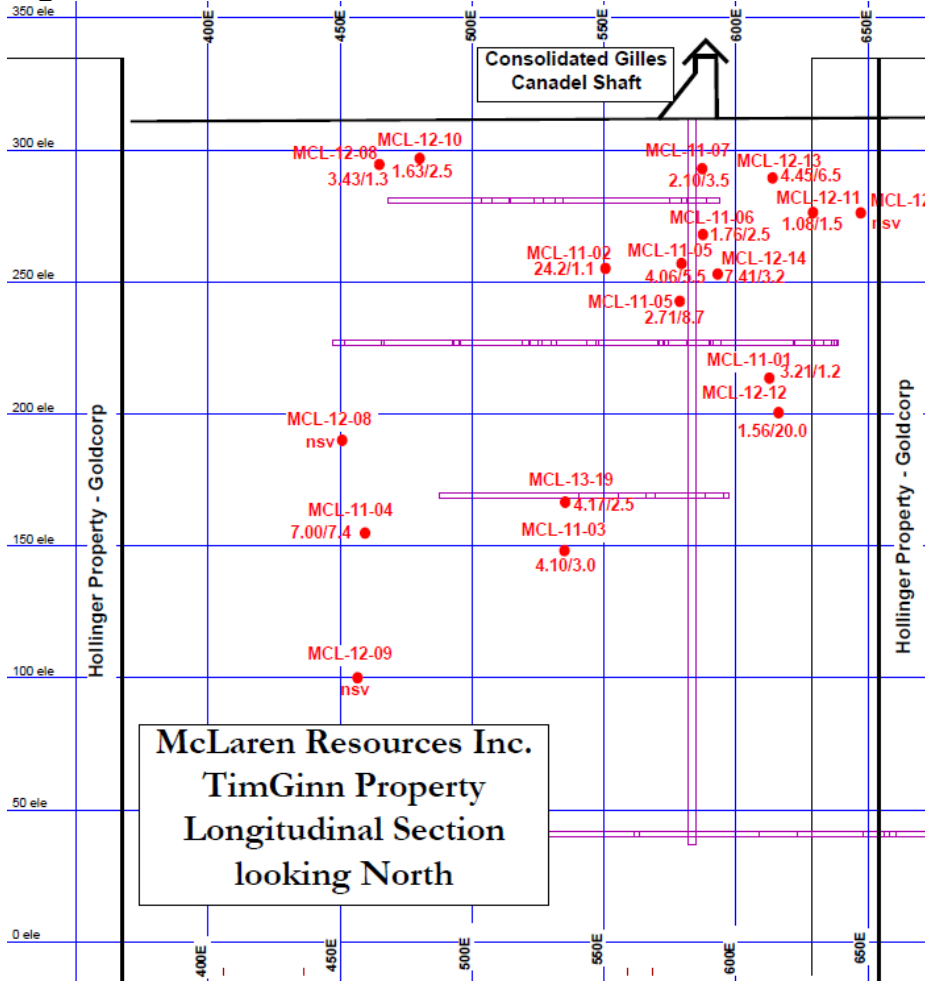 350 ele
400E
450E
500E
550E
600E
650E
Consolidated Gilles
Canadel Shaft
300 ele
MCL-12-08
3.43/1.3
MCL-12-10
1.63/2.5
MCL-11-07
2.10/3.5
MCL-12-13
4.45/6.5
MCL-12-11
1.08/1.5
MCL-12
nsv
MCL-11-06
1.76/2.5
MCL-11-02
24.2/1.1
MCL-11-05
4.06/5.5
MCL-12-14
7.41/3.2
250 ele
MCL-11-05
2.71/8.7
MCL-11-01
3.21/1.2
MCL-12-12
1.56/20.0
200 ele
MCL-12-08
nsv
MCL-13-19
4.17/2.5
MCL-11-04
7.00/7.4
MCL-11-03
4.10/3.0
150 ele
Hollinger Property - Goldcorp
Hollinger Property - Goldcorp
MCL-12-09
nsv
100 ele
McLaren Resources Inc.
TimGinn Property
Longitudinal Section
looking North
50 ele
0 ele
400E
450E
500E
550E
600E
650E